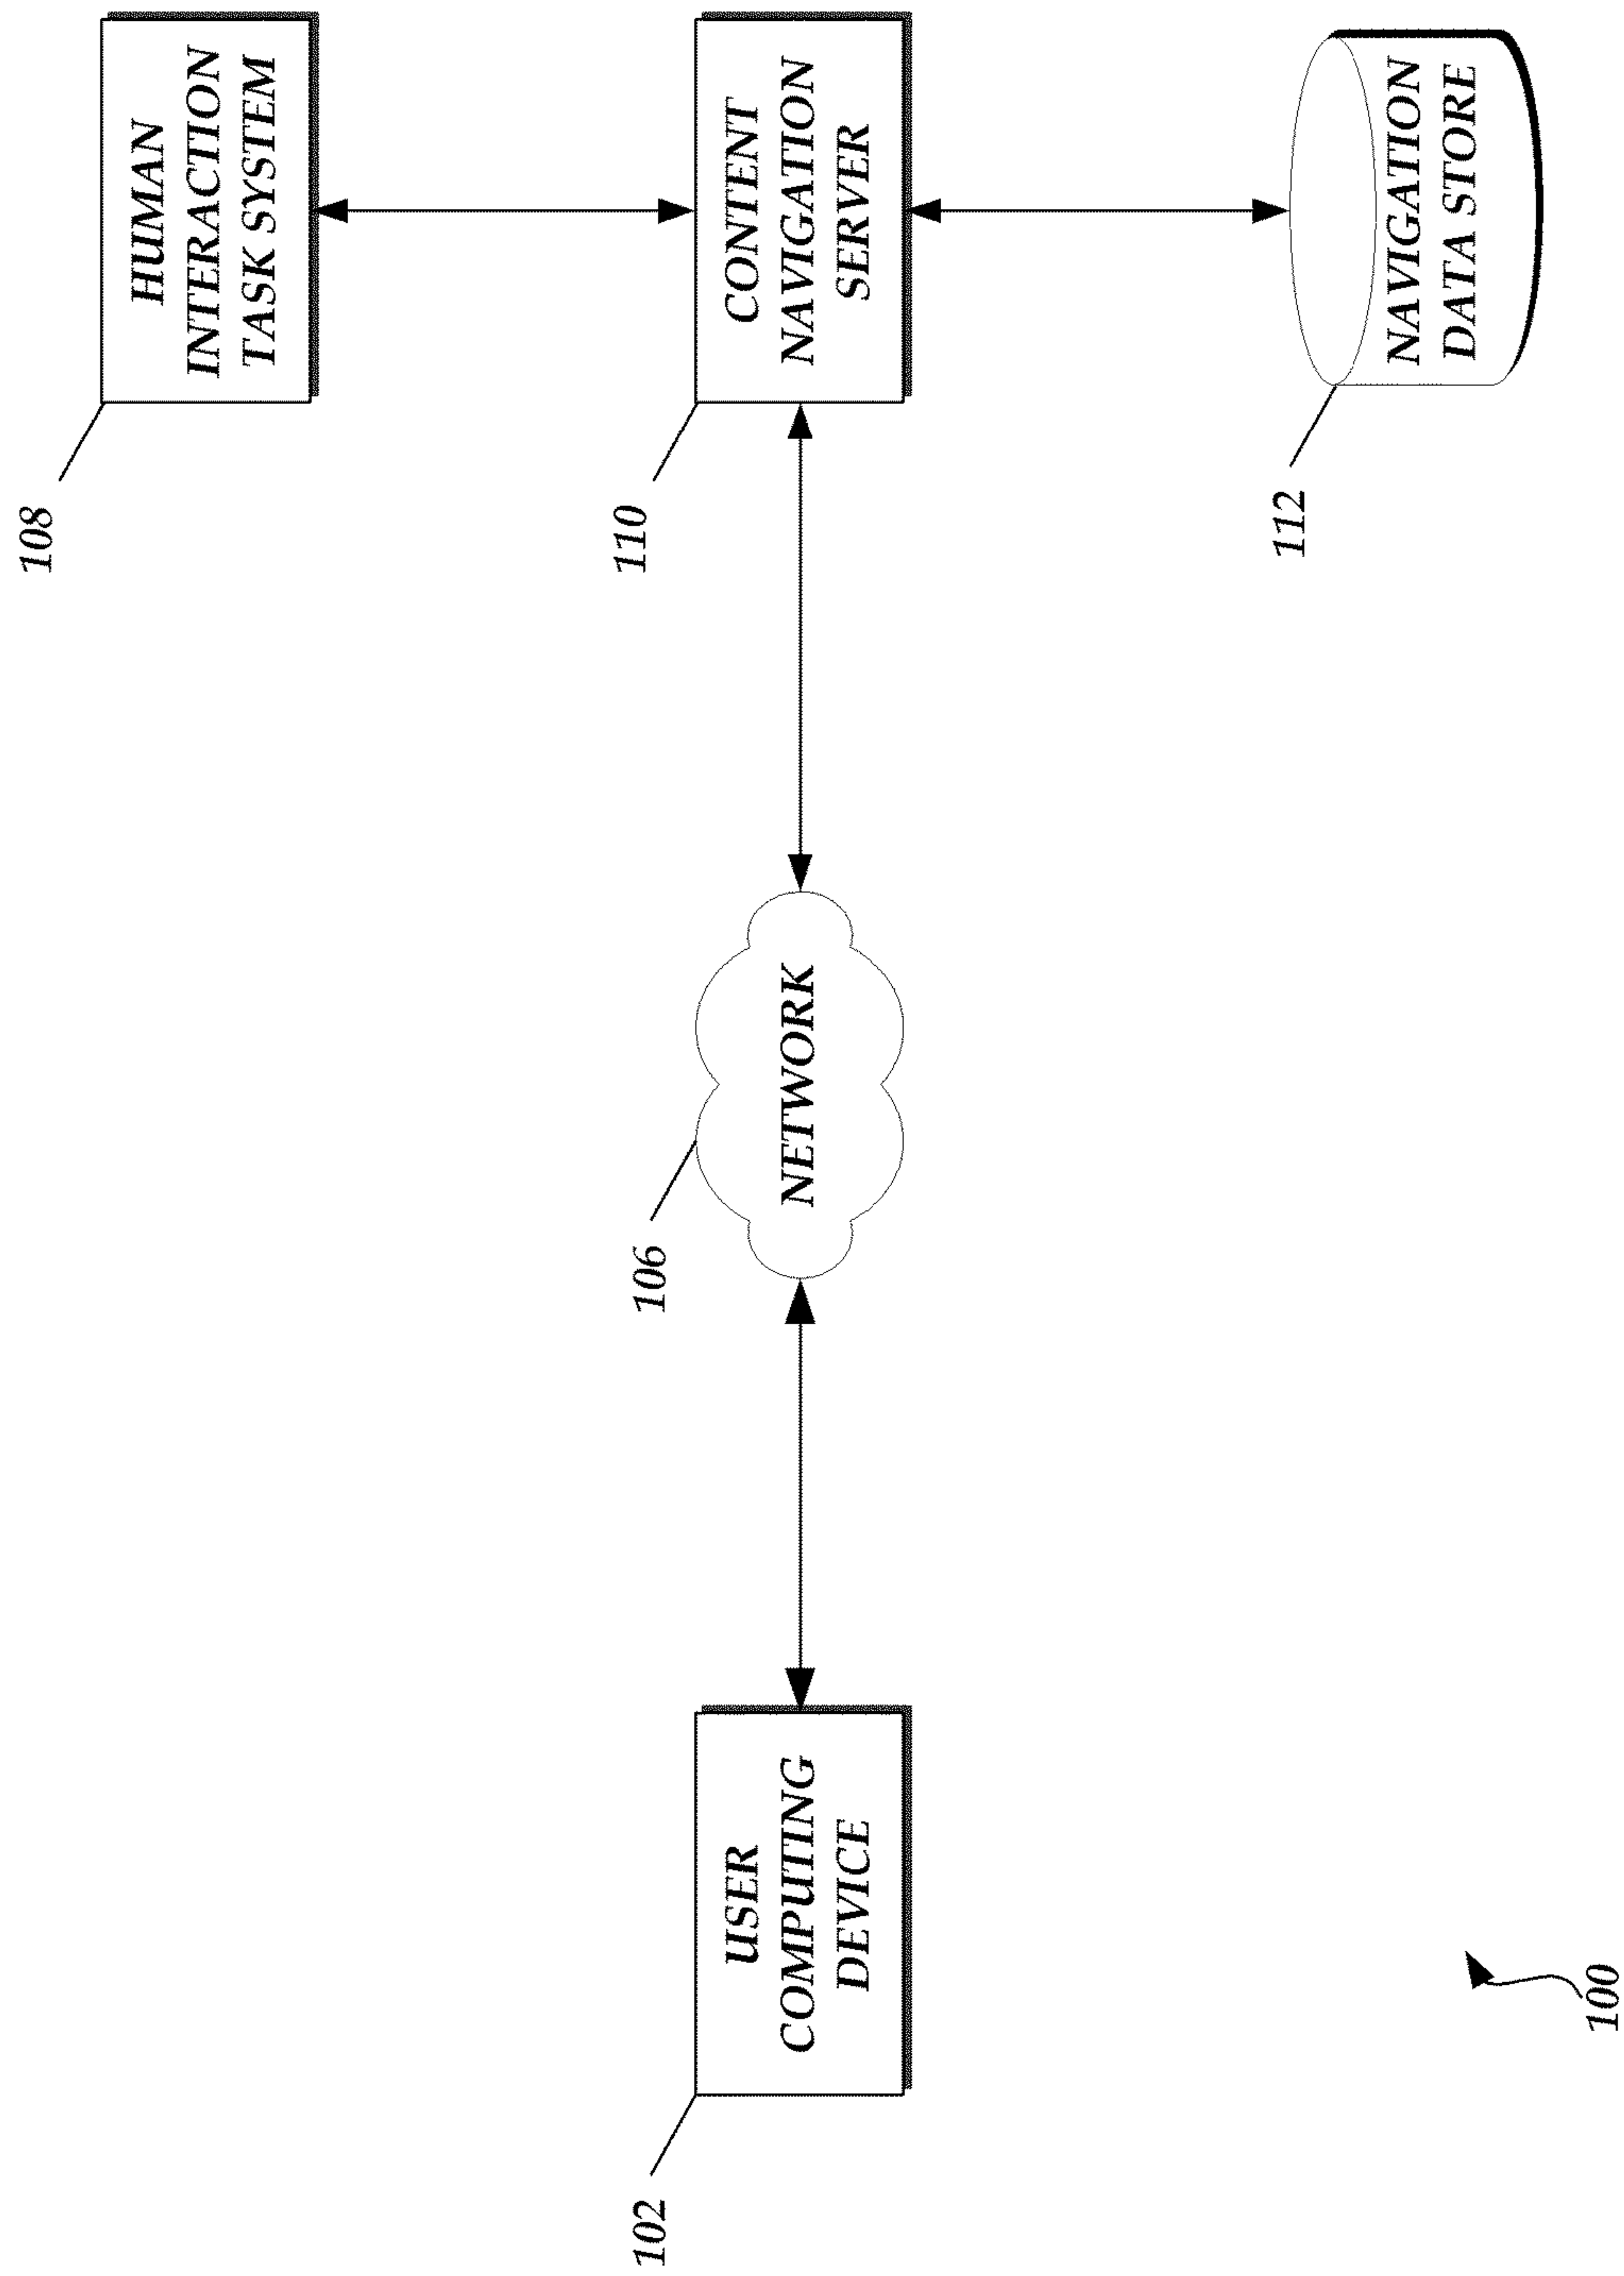 108
HUMAN
INTERACTION
TASK SYSTEM
102
USER
COMPUTING
DEVICE
106
NETWORK
110
CONTENT
NAVIGATION
SERVER
112
NAVIGATION
DATA STORE
100